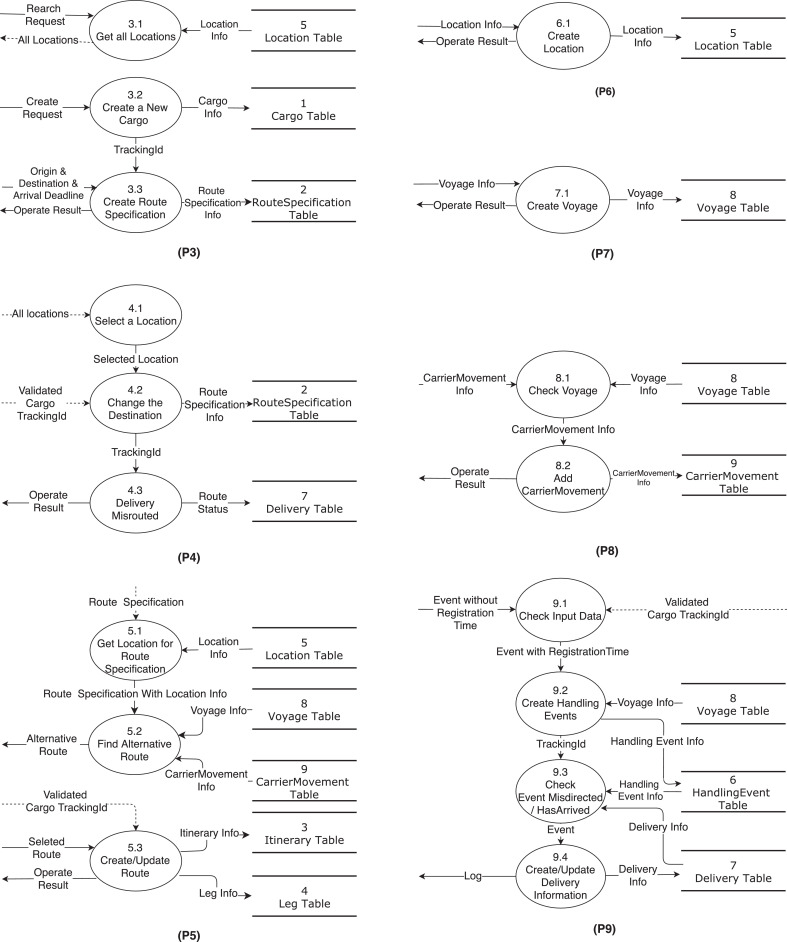 Rearch
Request
All Locations
3.1
Get all Locations
Location
Info
5
Location Table
Create
Request
3.2
Create a New
Cargo
Cargo
Info
1
Cargo Table
TrackingId
Origin &
Destination &
Arrival Deadline
Operate Result
3.3
Create Route
Specification
Route
Specification
Info
2
RouteSpecification
Table
(P3)
All locations
4.1
Select a Location
Selected Location
Validated
Cargo
TrackingId
4.2
Change the
Destination
Route
Specification
Info
2
RouteSpecification
Table
TrackingId
Operate
Result
4.3
Delivery
Misrouted
Route
Status
7
Delivery Table
(P4)
Route Specification
5.1
Get Location for
Route
Specification
Location
Info
5
Location Table
Route Specification With Location Info
Voyage Info
8
Voyage Table
Alternative
Route
5.2
Find Alternative
Route
CarrierMovement
Info
9
CarrierMovement
Table
Validated
Cargo TrackingId
Seleted
Route
Operate
Result
5.3
Create/Update
Route
Itinerary Info
3
Itinerary Table
Leg Info
4
Leg Table
(P5)
Location Info
Operate Result
6.1
Create
Location
Location
Info
5
Location Table
(P6)
Voyage Info
Operate Result
7.1
Create Voyage
Voyage
Info
8
Voyage Table
(P7)
CarrierMovement
Info
8.1
Check Voyage
Voyage
Info
8
Voyage Table
CarrierMovement Info
Operate
Result
8.2
Add
CarrierMovement
CarrierMovement
Info
9
CarrierMovement
Table
(P8)
Event without
Registration
Time
9.1
Check Input Data
Validated
Cargo TrackingId
Event with RegistrationTime
9.2
Create Handling
Events
Voyage Info
8
Voyage Table
TrackingId
Handling Event Info
9.3
Check
Event Misdirected
/ HasArrived
Handling
Event Info
6
HandlingEvent
Table
Event
Delivery Info
Log
9.4
Create/Update
Delivery
Information
Delivery
Info
7
Delivery Table
(P9)